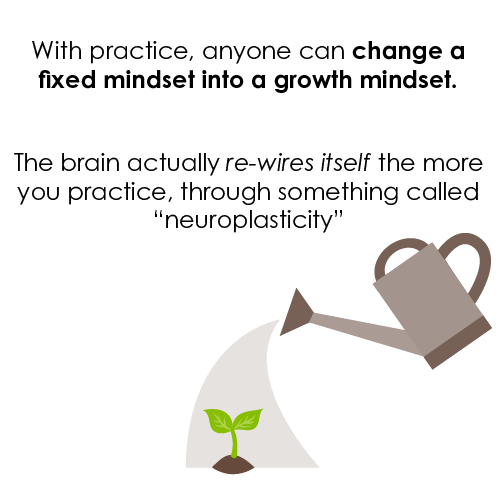 With practice, anyone can change a
fixed mindset into a growth mindset.
The brain actually re-wires itself the more
you practice, through something called
“neuroplasticity”